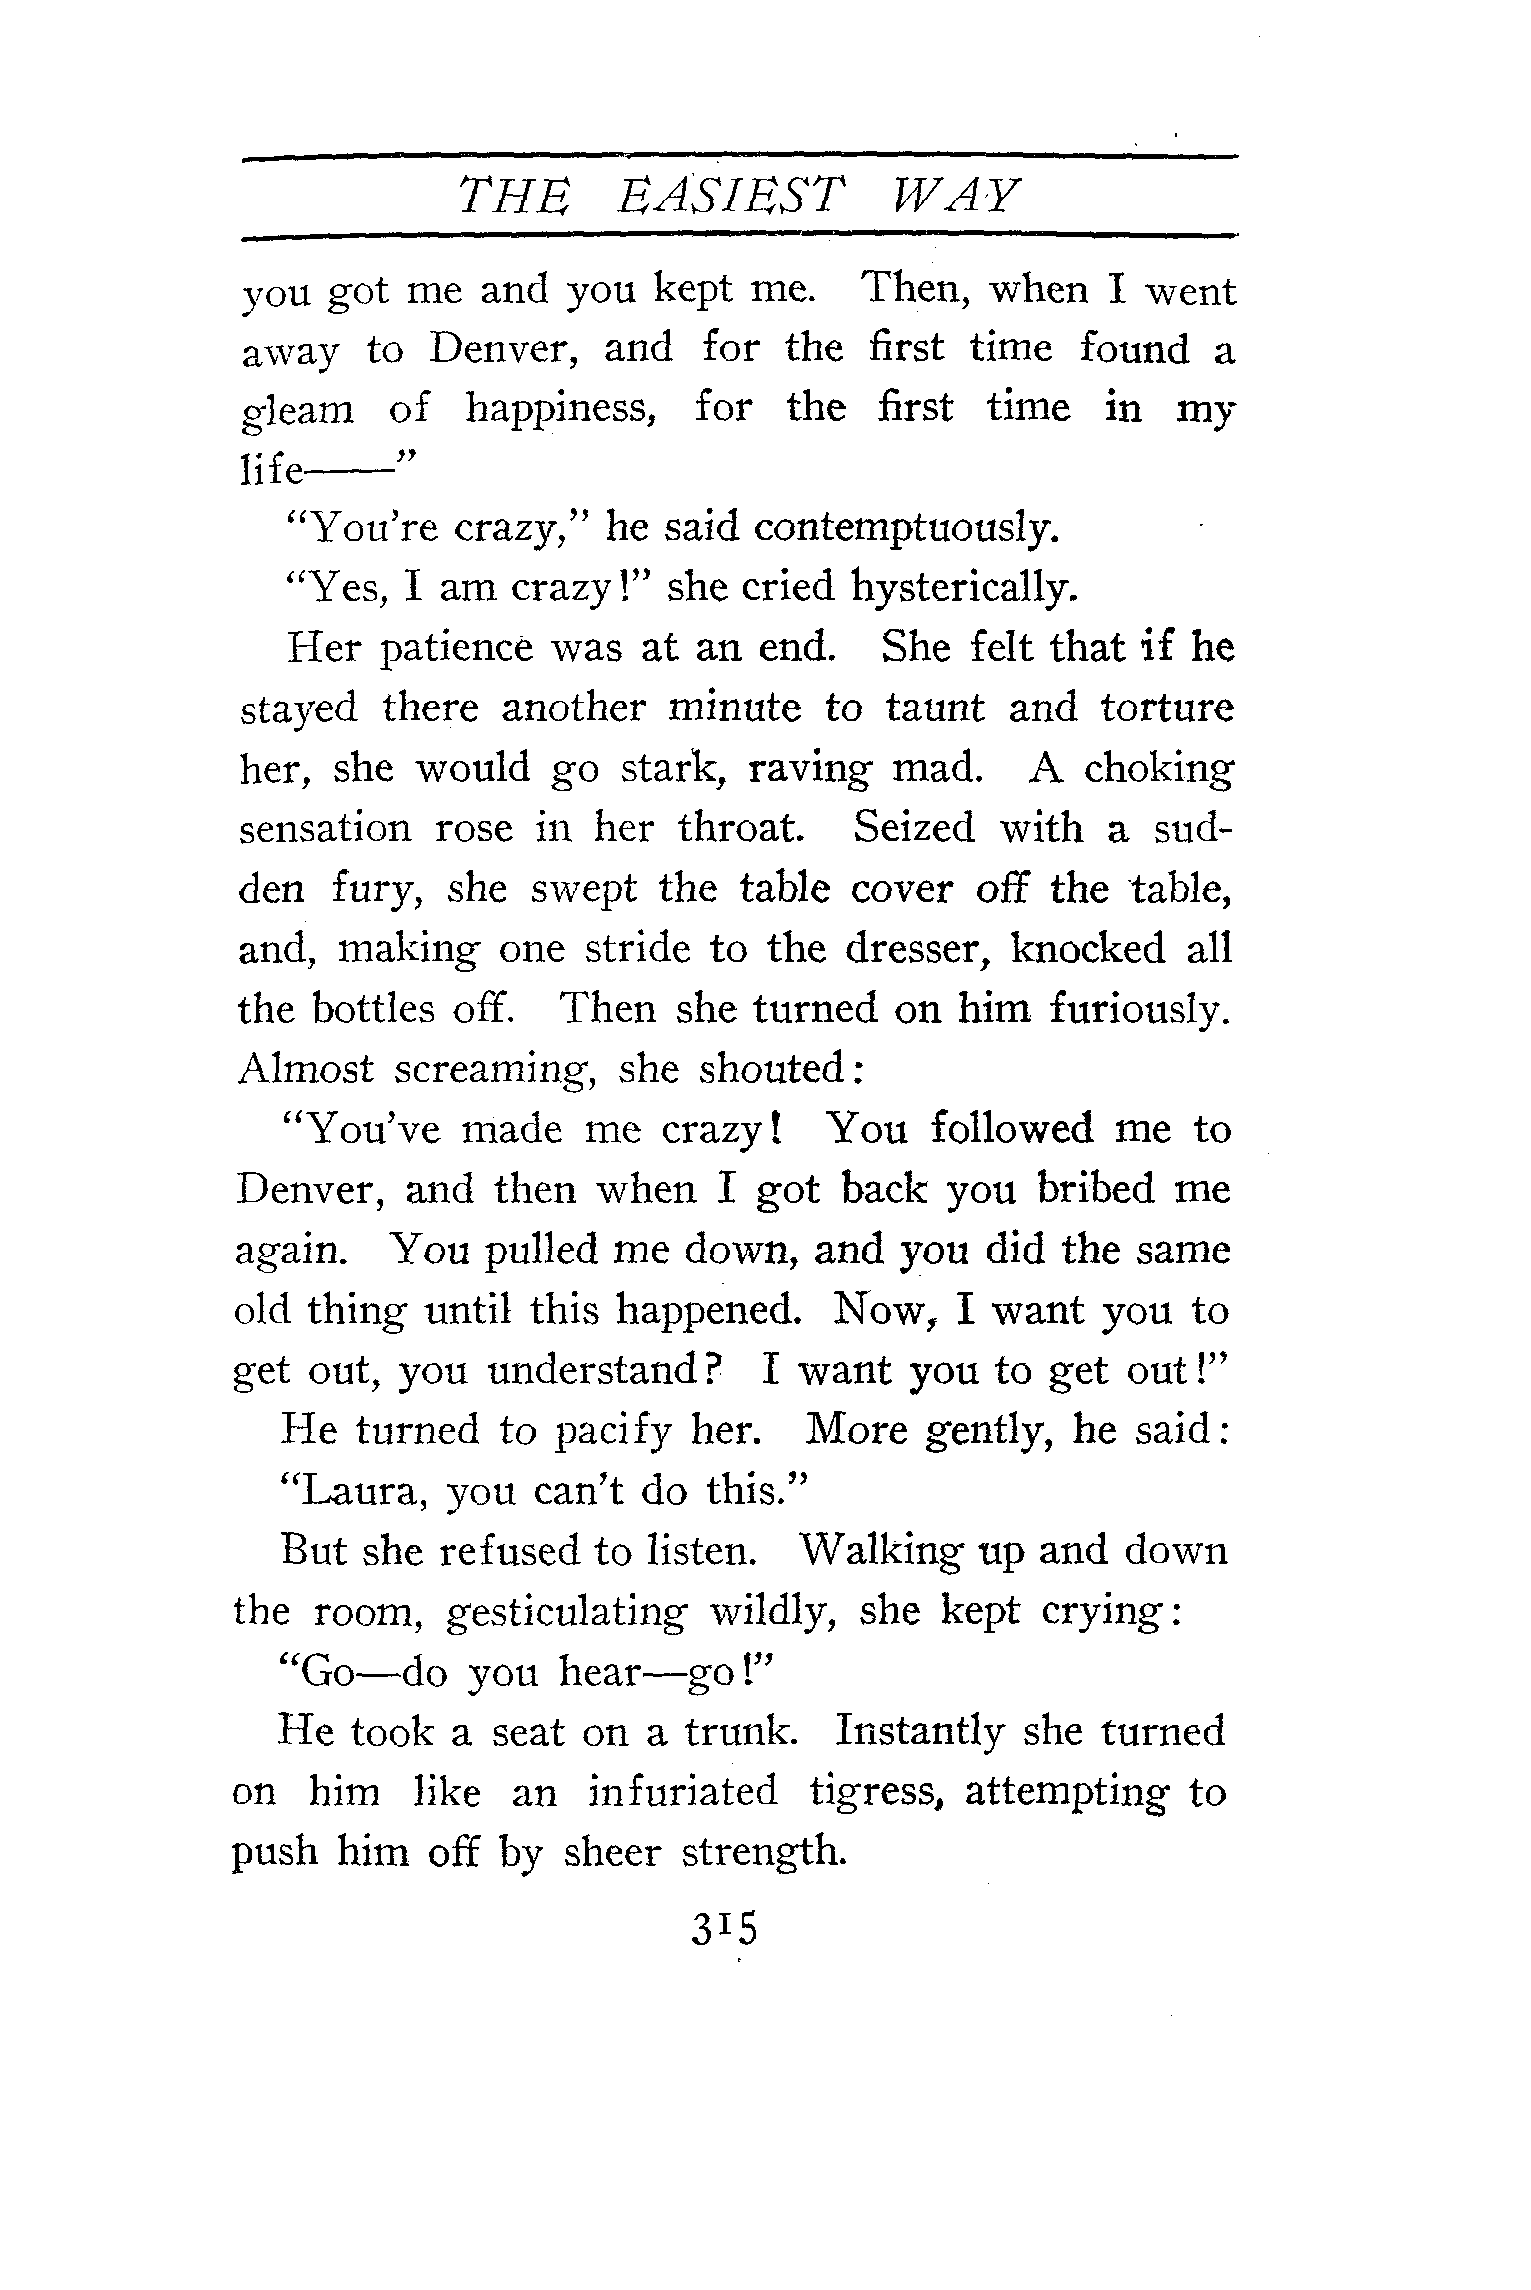 THE EASIEST WAY
you got me and you kept me. Then, when I went
away to Denver, and for the first time found a
gleam of happiness, for the first time in my
life——"
"You're crazy," he said contemptuously.
"Yes, I am crazy!" she cried hysterically.
Her patience was at an end. She felt that if he
stayed there another minute to taunt and torture
her, she would go stark, raving mad. A choking
sensation rose in her throat. Seized with a sud-
den fury, she swept the table cover off the table,
and, making one stride to the dresser, knocked all
the bottles off. Then she turned on him furiously.
Almost screaming, she shouted:
"You've made me crazy! You followed me to
Denver, and then when I got back you bribed me
again. You pulled me down, and you did the same
old thing until this happened. Now, I want you to
get out, you understand? I want you to get out!"
He turned to pacify her. More gently, he said:
"Laura, you can't do this."
But she refused to listen. Walking up and down
the room, gesticulating wildly, she kept crying:
"Go—do you hear—go!"
He took a seat on a trunk. Instantly she turned
on him like an infuriated tigress, attempting to
push him off by sheer strength.
315